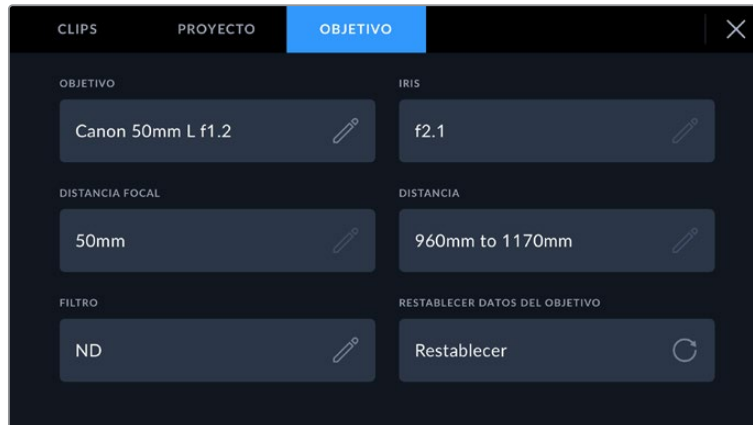 CLIPS PROYECTO OBJETIVO
OBJETIVO IRIS
Canon 50mm L f1.2 f2.1
DISTANCIA FOCAL DISTANCIA
50mm 960mm to 1170mm
FILTRO RESTABLECER DATOS DEL OBJETIVO
ND Restablecer